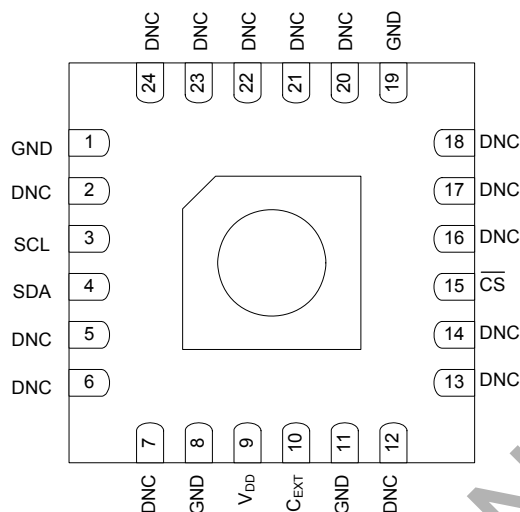 DNC DNC DNC DNC DNC GND
24 23 22 21 20 19
GND 1 18 DNC
DNC 2 17 DNC
SCL 3 16 DNC
SDA 4 15 C̅S̅
DNC 5 14 DNC
DNC 6 13 DNC
7 8 9 10 11 12
DNC GND VDD CEXT GND DNC